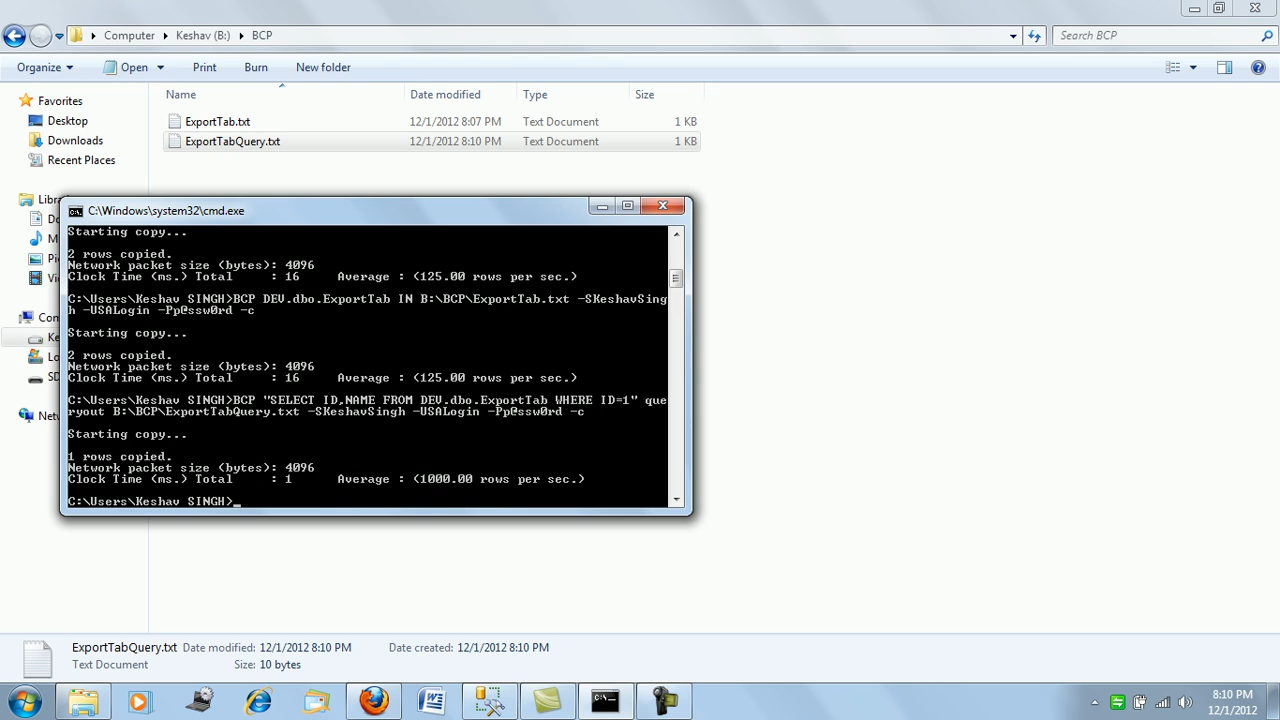 Computer Keshav (B:) BCP
Search BCP
Organize Open Print Burn New folder
Name Date modified Type Size
Favorites
Desktop
Downloads
Recent Places
ExportTab.txt 12/1/2012 8:07 PM Text Document 1 KB
ExportTabQuery.txt 12/1/2012 8:10 PM Text Document 1 KB
C:\Windows\system32\cmd.exe
Starting copy...
2 rows copied.
Network packet size (bytes): 4096
Clock Time (ms.) Total : 16 Average : (125.00 rows per sec.)
C:\Users\Keshav SINGH>BCP DEV.dbo.ExportTab IN B:\BCP\ExportTab.txt -SKeshavSing
h -USALogin -Pp@ssw0rd -c
Starting copy...
2 rows copied.
Network packet size (bytes): 4096
Clock Time (ms.) Total : 16 Average : (125.00 rows per sec.)
C:\Users\Keshav SINGH>BCP "SELECT ID,NAME FROM DEV.dbo.ExportTab WHERE ID=1" que
ryout B:\BCP\ExportTabQuery.txt -SKeshavSingh -USALogin -Pp@ssw0rd -c
Starting copy...
1 rows copied.
Network packet size (bytes): 4096
Clock Time (ms.) Total : 1 Average : (1000.00 rows per sec.)
C:\Users\Keshav SINGH>_
ExportTabQuery.txt Date modified: 12/1/2012 8:10 PM Date created: 12/1/2012 8:10 PM
Text Document Size: 10 bytes
8:10 PM
12/1/2012